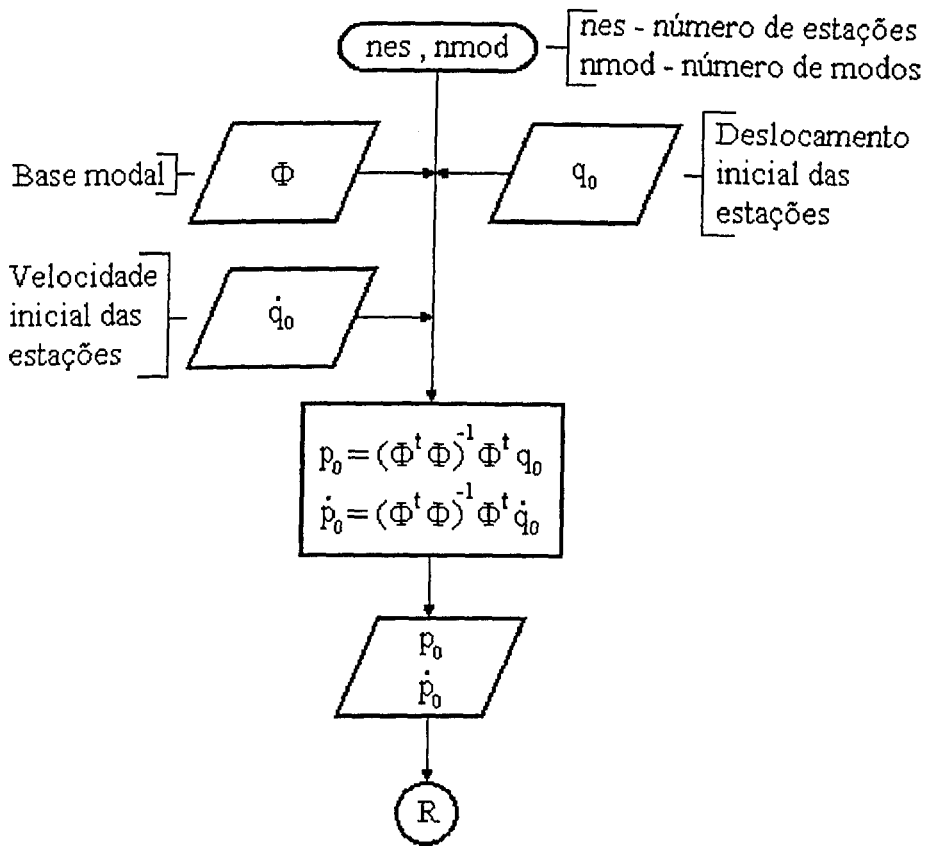 nes , nmod
nes - número de estações
nmod - número de modos
Base modal
Φ
q₀
Deslocamento
inicial das
estações
Velocidade
inicial das
estações
q̇₀
p₀ = (Φᵗ Φ)⁻¹ Φᵗ q₀
ṗ₀ = (Φᵗ Φ)⁻¹ Φᵗ q̇₀
p₀
ṗ₀
R